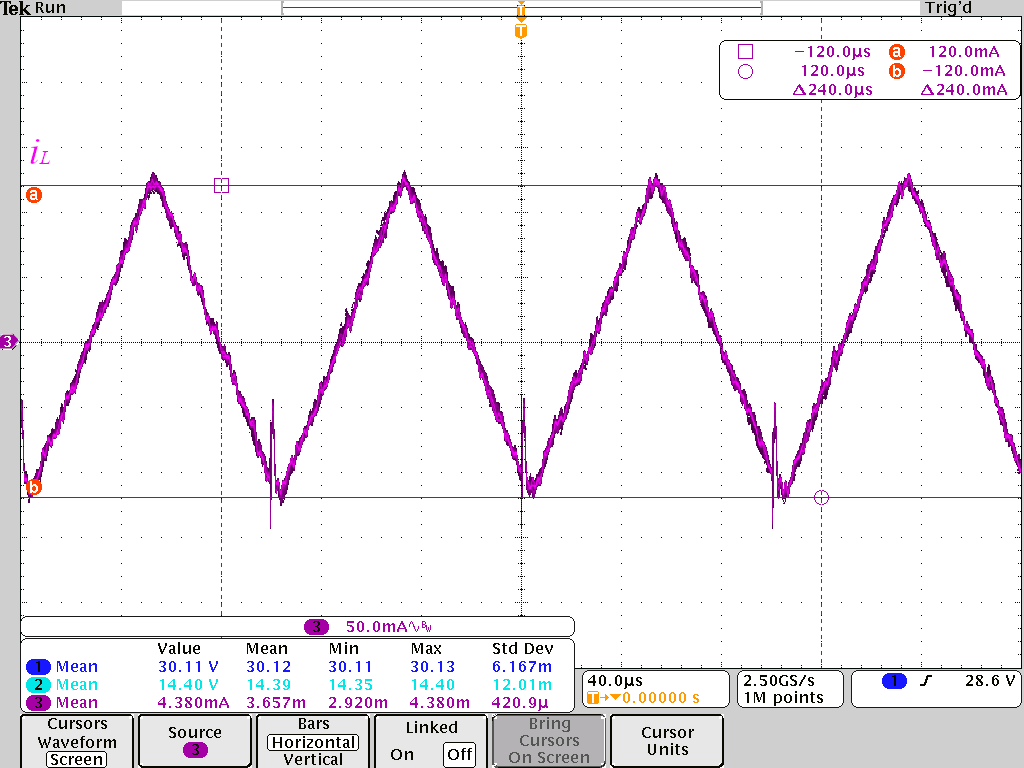 Tek Run Trig'd
T
T
□ −120.0µs a 120.0mA
○ 120.0µs b −120.0mA
Δ240.0µs Δ240.0mA
iL
a
3
b
3 50.0mA∿BW
Value Mean Min Max Std Dev
1 Mean 30.11 V 30.12 30.11 30.13 6.167m
2 Mean 14.40 V 14.39 14.35 14.40 12.01m
3 Mean 4.380mA 3.657m 2.920m 4.380m 420.9µ
40.0µs
T→▼0.00000 s
2.50GS/s
1M points
1 ƒ 28.6 V
Cursors
Waveform
Screen
Source
3
Bars
Horizontal
Vertical
Linked
On Off
Bring
Cursors
On Screen
Cursor
Units